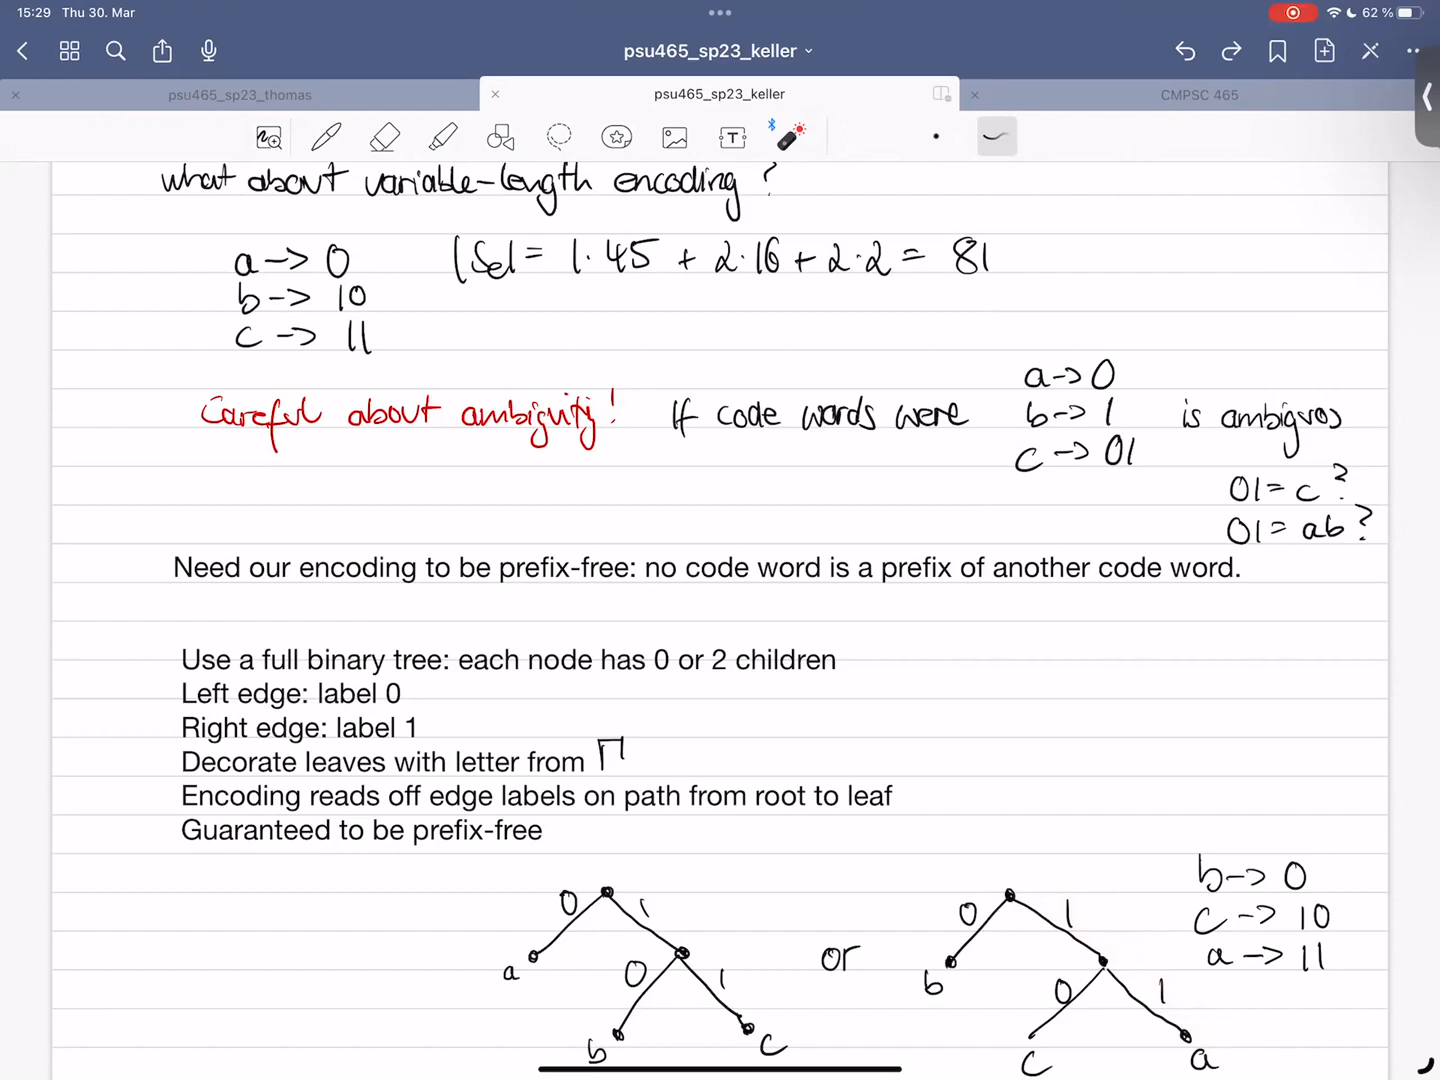 15:29 Thu 30. Mar
62 %
psu465_sp23_keller
psu465_sp23_thomas
psu465_sp23_keller
CMPSC 465
what about variable-length encoding?
a -> 0 |Se| = 1·45 + 2·16 + 2·2 = 81
b -> 10
c -> 11
a -> 0
Careful about ambiguity! If code words were b -> 1 is ambiguos
c -> 01
01 = c?
01 = ab?
Need our encoding to be prefix-free: no code word is a prefix of another code word.
Use a full binary tree: each node has 0 or 2 children
Left edge: label 0
Right edge: label 1
Decorate leaves with letter from Γ
Encoding reads off edge labels on path from root to leaf
Guaranteed to be prefix-free
b -> 0
0 1 0 1 c -> 10
a or b a -> 11
0 1 0 1
b c c a